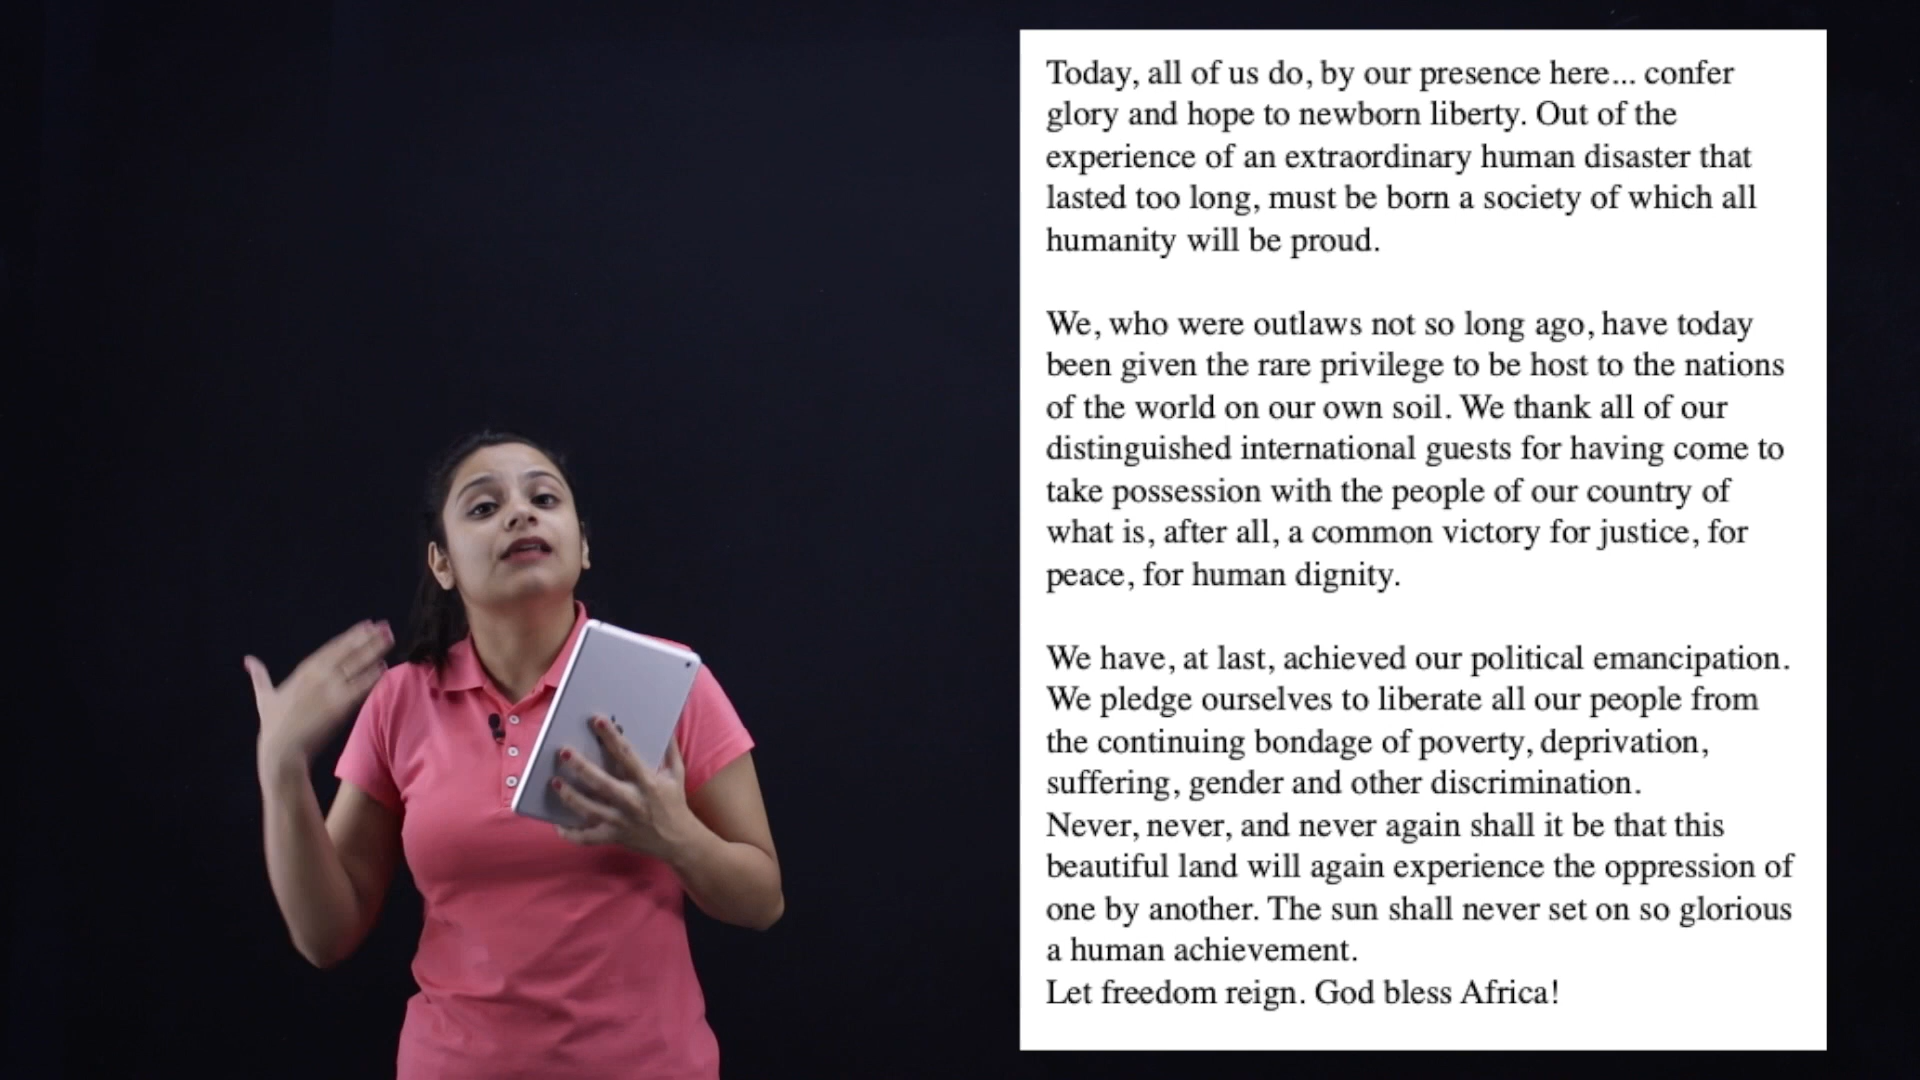 Today, all of us do, by our presence here... confer
glory and hope to newborn liberty. Out of the
experience of an extraordinary human disaster that
lasted too long, must be born a society of which all
humanity will be proud.
We, who were outlaws not so long ago, have today
been given the rare privilege to be host to the nations
of the world on our own soil. We thank all of our
distinguished international guests for having come to
take possession with the people of our country of
what is, after all, a common victory for justice, for
peace, for human dignity.
We have, at last, achieved our political emancipation.
We pledge ourselves to liberate all our people from
the continuing bondage of poverty, deprivation,
suffering, gender and other discrimination.
Never, never, and never again shall it be that this
beautiful land will again experience the oppression of
one by another. The sun shall never set on so glorious
a human achievement.
Let freedom reign. God bless Africa!